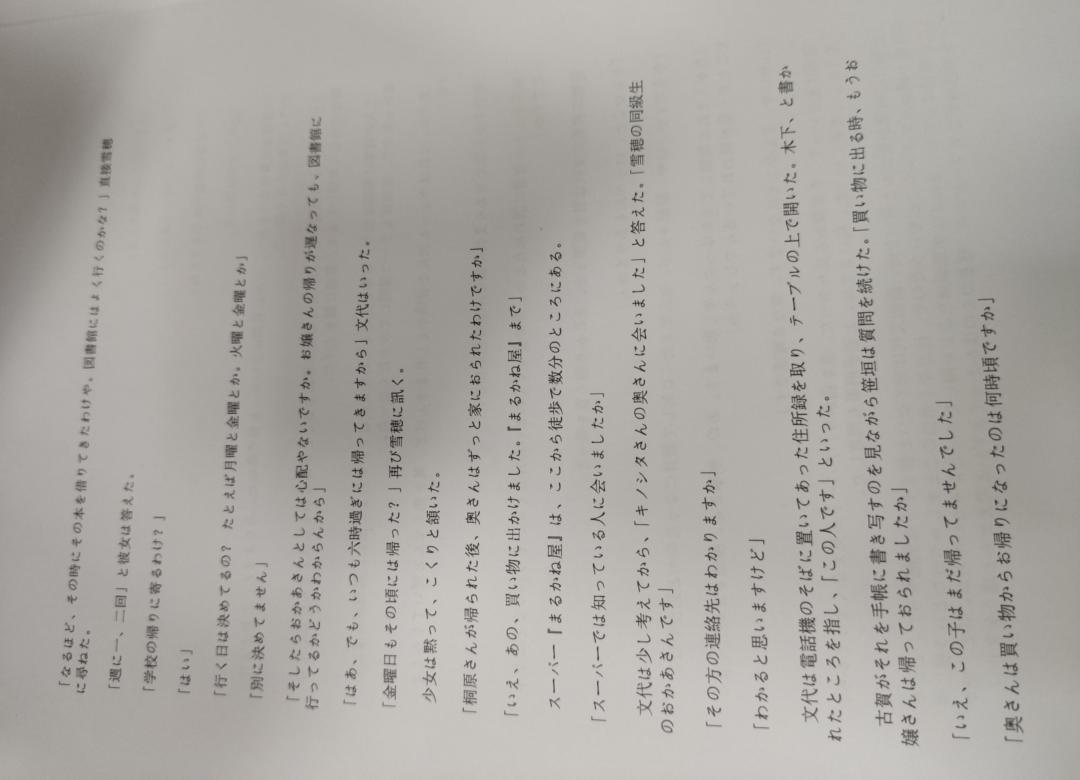 「なるほど、その時にその本を借りてきたわけや。図書館にはよく行くのかな？」直接雪穂
に尋ねた。
「週に一、二回」と彼女は答えた。
「学校の帰りに寄るわけ？」
「はい」
「行く日は決めてるの？　たとえば月曜と金曜とか。火曜と金曜とか」
「別に決めてません」
「そしたらおかあさんとしては心配やないですか。お嬢さんの帰りが遅なっても、図書館に
行ってるかどうかわからんから」
「はあ、でも、いつも六時過ぎには帰ってきますから」文代はいった。
「金曜日もその頃には帰った？」再び雪穂に訊く。
少女は黙って、こくりと頷いた。
「桐原さんが帰られた後、奥さんはずっと家におられたわけですか」
「いえ、あの、買い物に出かけました。『まるかね屋』まで」
スーパー『まるかね屋』は、ここから徒歩で数分のところにある。
「スーパーでは知っている人に会いましたか」
文代は少し考えてから、「キノシタさんの奥さんに会いました」と答えた。「雪穂の同級生
のおかあさんです」
「その方の連絡先はわかりますか」
「わかると思いますけど」
文代は電話機のそばに置いてあった住所録を取り、テーブルの上で開いた。木下、と書か
れたところを指し、「この人です」といった。
古賀がそれを手帳に書き写すのを見ながら笹垣は質問を続けた。「買い物に出る時、もうお
嬢さんは帰っておられましたか」
「いえ、この子はまだ帰ってませんでした」
「奥さんは買い物からお帰りになったのは何時頃ですか」